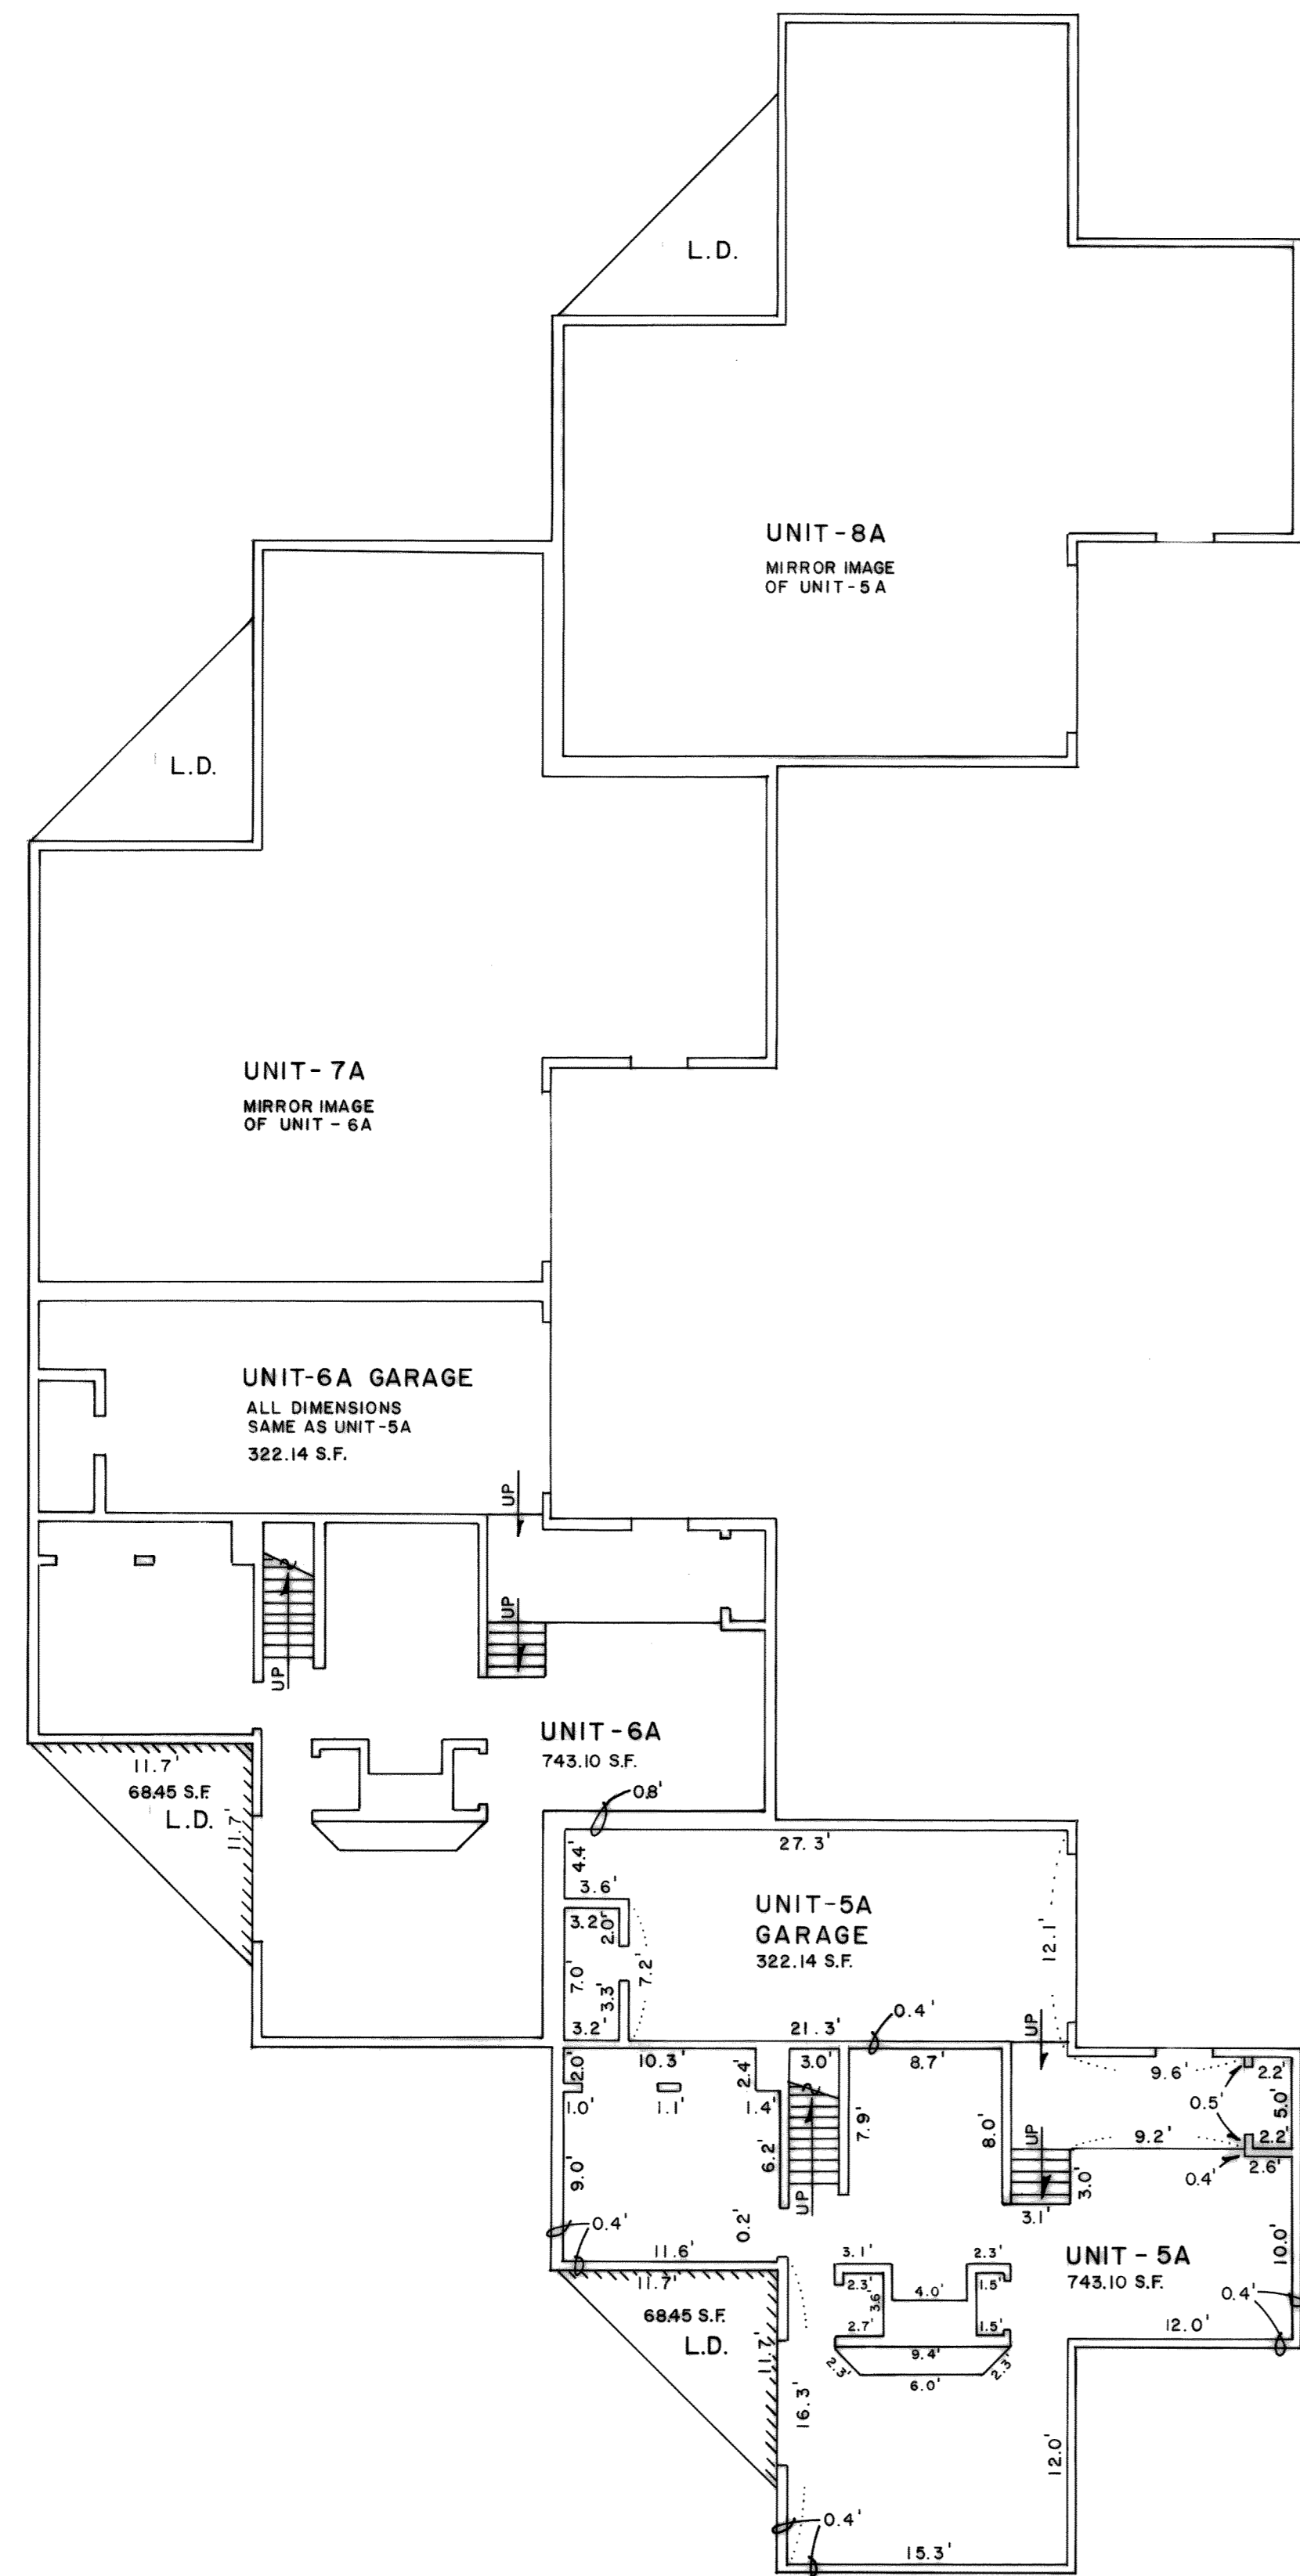 L.D.
UNIT-8A
MIRROR IMAGE
OF UNIT-5A
L.D.
UNIT-7A
MIRROR IMAGE
OF UNIT-6A
UNIT-6A GARAGE
ALL DIMENSIONS
SAME AS UNIT-5A
322.14 S.F.
UP
UP
UP
UNIT-6A
743.10 S.F.
11.7'
68.45 S.F.
L.D.
11.7'
0.8'
27.3'
4.4'
3.6'
UNIT-5A
GARAGE
322.14 S.F.
3.2'
2.0'
7.2'
12.1'
7.0'
3.3'
3.2'
21.3'
0.4'
UP
2.0'
10.3'
2.4'
3.0'
8.7'
9.6'
2.2'
1.0'
1.1'
1.4'
7.9'
8.0'
0.5'
5.0'
6.2'
UP
9.2'
2.2'
9.0'
0.4'
2.6'
3.0'
UP
3.1'
0.4'
0.2'
11.6'
3.1'
2.3'
UNIT-5A
743.10 S.F.
10.0'
11.7'
2.3'
3.6'
4.0'
1.5'
0.4'
68.45 S.F.
L.D.
11.7'
2.7'
1.5'
12.0'
9.4'
2.3'
2.3'
6.0'
16.3'
12.0'
0.4'
15.3'